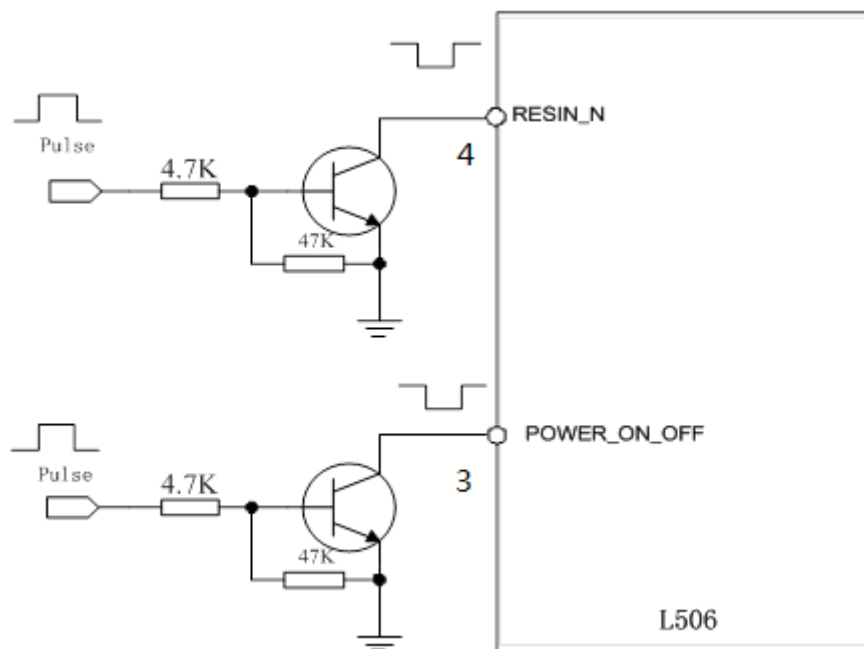 RESIN_N
Pulse
4.7K
4
47K
POWER_ON_OFF
Pulse
4.7K
3
47K
L506